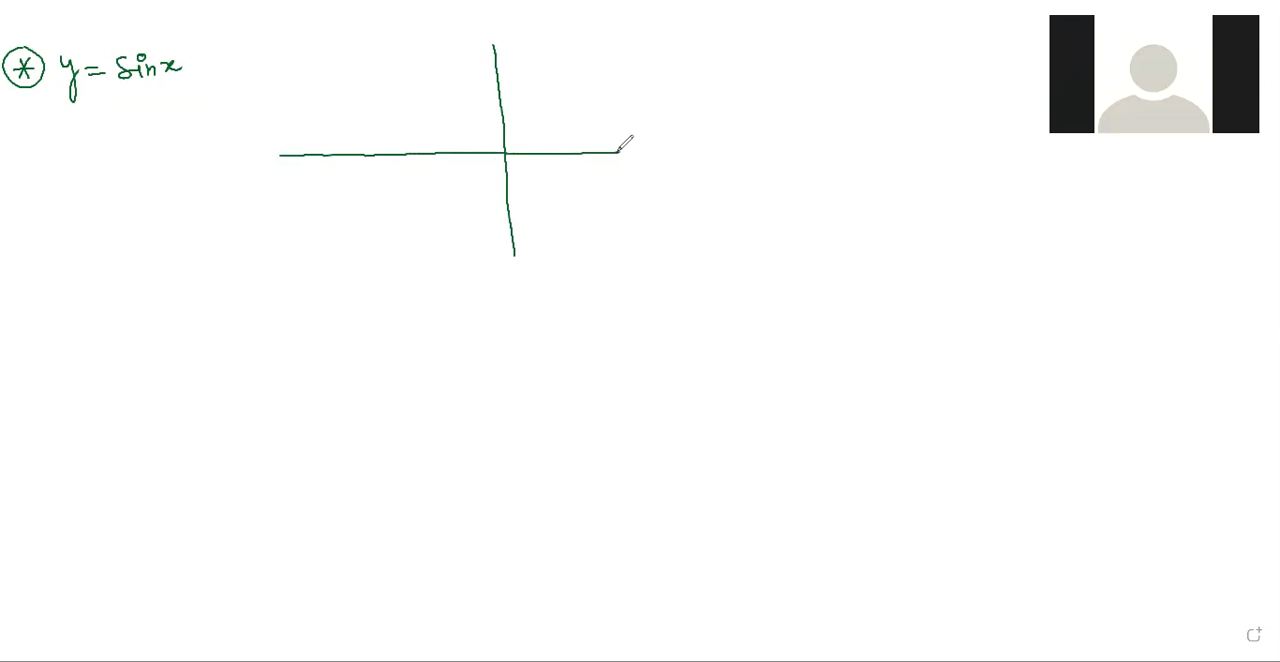 ⊛ y = sin x